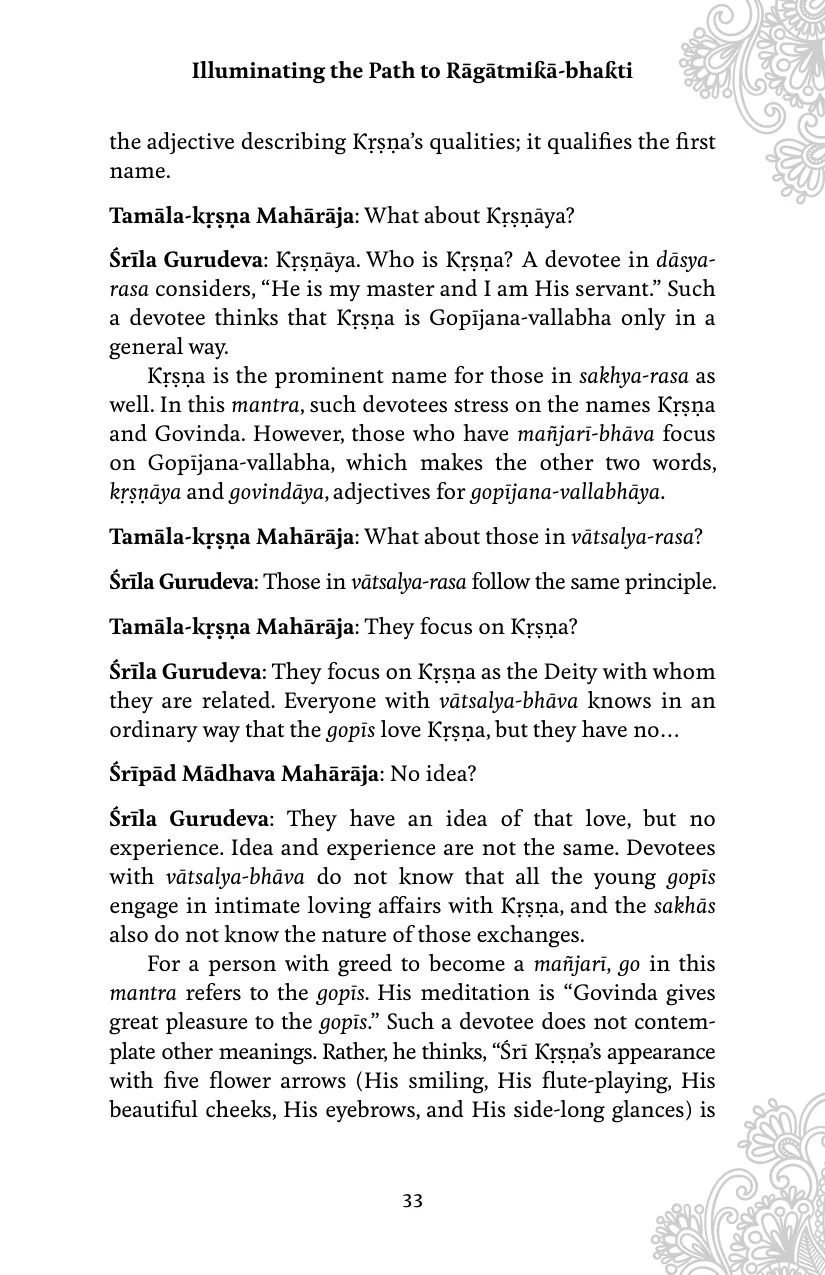 Illuminating the Path to Rāgātmikā-bhakti
the adjective describing Kṛṣṇa’s qualities; it qualifies the first
name.
Tamāla-kṛṣṇa Mahārāja: What about Kṛṣṇāya?
Śrīla Gurudeva: Kṛṣṇāya. Who is Kṛṣṇa? A devotee in dāsya-
rasa considers, “He is my master and I am His servant.” Such
a devotee thinks that Kṛṣṇa is Gopījana-vallabha only in a
general way.
Kṛṣṇa is the prominent name for those in sakhya-rasa as
well. In this mantra, such devotees stress on the names Kṛṣṇa
and Govinda. However, those who have mañjarī-bhāva focus
on Gopījana-vallabha, which makes the other two words,
kṛṣṇāya and govindāya, adjectives for gopījana-vallabhāya.
Tamāla-kṛṣṇa Mahārāja: What about those in vātsalya-rasa?
Śrīla Gurudeva: Those in vātsalya-rasa follow the same principle.
Tamāla-kṛṣṇa Mahārāja: They focus on Kṛṣṇa?
Śrīla Gurudeva: They focus on Kṛṣṇa as the Deity with whom
they are related. Everyone with vātsalya-bhāva knows in an
ordinary way that the gopīs love Kṛṣṇa, but they have no…
Śrīpād Mādhava Mahārāja: No idea?
Śrīla Gurudeva: They have an idea of that love, but no
experience. Idea and experience are not the same. Devotees
with vātsalya-bhāva do not know that all the young gopīs
engage in intimate loving affairs with Kṛṣṇa, and the sakhās
also do not know the nature of those exchanges.
For a person with greed to become a mañjarī, go in this
mantra refers to the gopīs. His meditation is “Govinda gives
great pleasure to the gopīs.” Such a devotee does not contem-
plate other meanings. Rather, he thinks, “Śrī Kṛṣṇa’s appearance
with five flower arrows (His smiling, His flute-playing, His
beautiful cheeks, His eyebrows, and His side-long glances) is
33